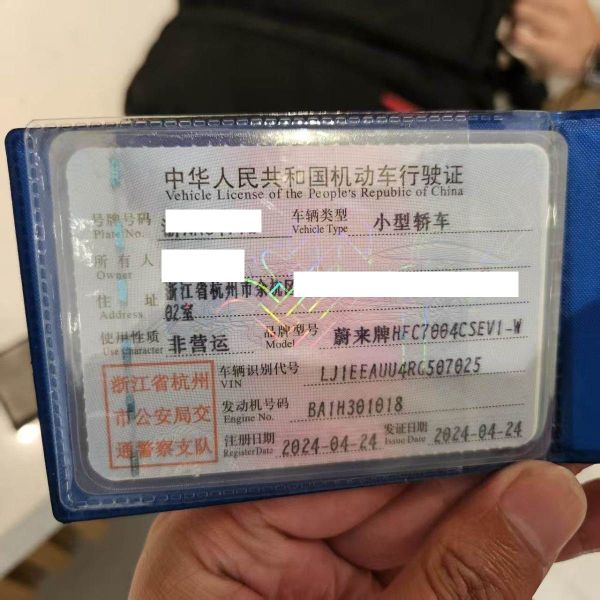 中华人民共和国机动车行驶证
Vehicle License of the People's Republic of China
号牌号码 车辆类型 小型轿车
Plate No. Vehicle Type
所有人
Owner
住址 浙江省杭州市余杭区
Address 02室
使用性质 非营运 品牌型号 蔚来牌HFC7004CSEV1-W
Use Character Model
车辆识别代号 LJ1EEAUU4RC507025
VIN
发动机号码 BA1H301018
Engine No.
注册日期 2024-04-24 发证日期 2024-04-24
Register Date Issue Date
浙江省杭州
市公安局交
通警察支队